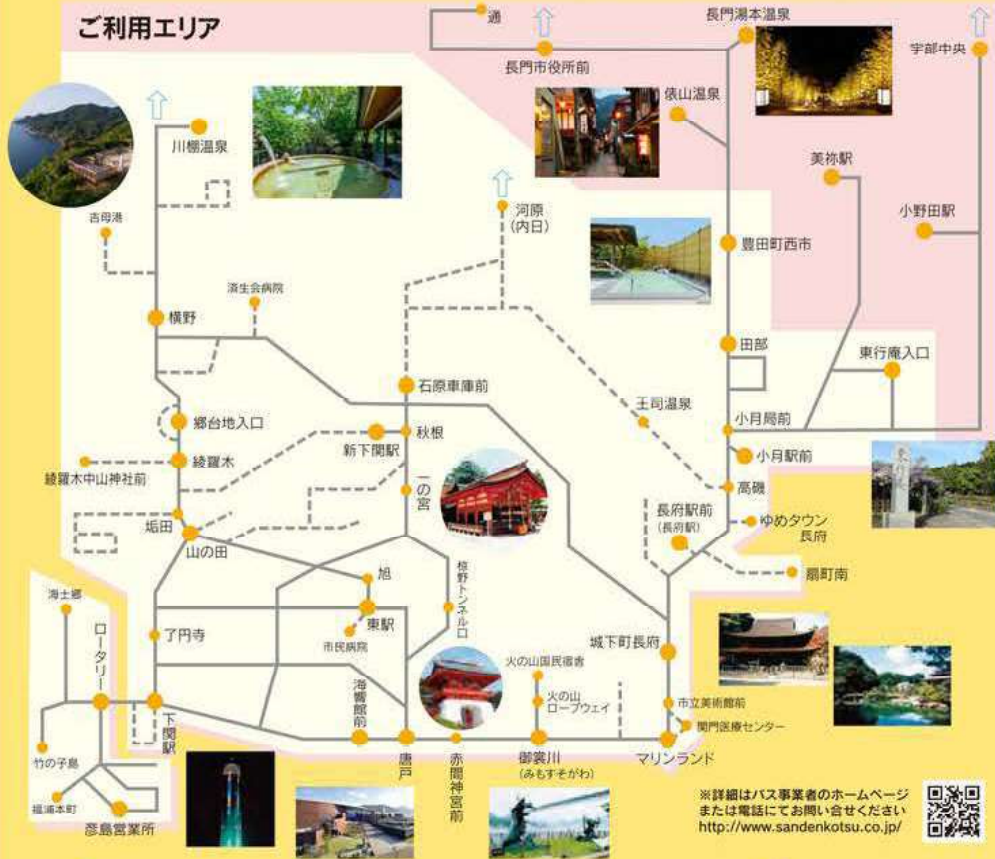 ご利用エリア
通
長門市役所前
長門湯本温泉
宇部中央
俵山温泉
川棚温泉
美祢駅
小野田駅
吉母港
河原
(内日)
豊田町西市
済生会病院
横野
田部
東行庵入口
石原車庫前
王司温泉
郷台地入口
新下関駅
秋根
小月局前
小月駅前
綾羅木
綾羅木中山神社前
一の宮
高磯
長府駅前
(長府駅)
ゆめタウン
長府
垢田
山の田
扇町南
旭
椋野トンネル口
海士郷
ロータリー
了円寺
東駅
市民病院
城下町長府
火の山国民宿舎
火の山
ロープウェイ
市立美術館前
関門医療センター
海響館前
下関駅
唐戸
赤間神宮前
御裳川
(みもすそがわ)
マリンランド
竹の子島
福浦本町
彦島営業所
※詳細はバス事業者のホームページ
または電話にてお問い合せください
http://www.sandenkotsu.co.jp/